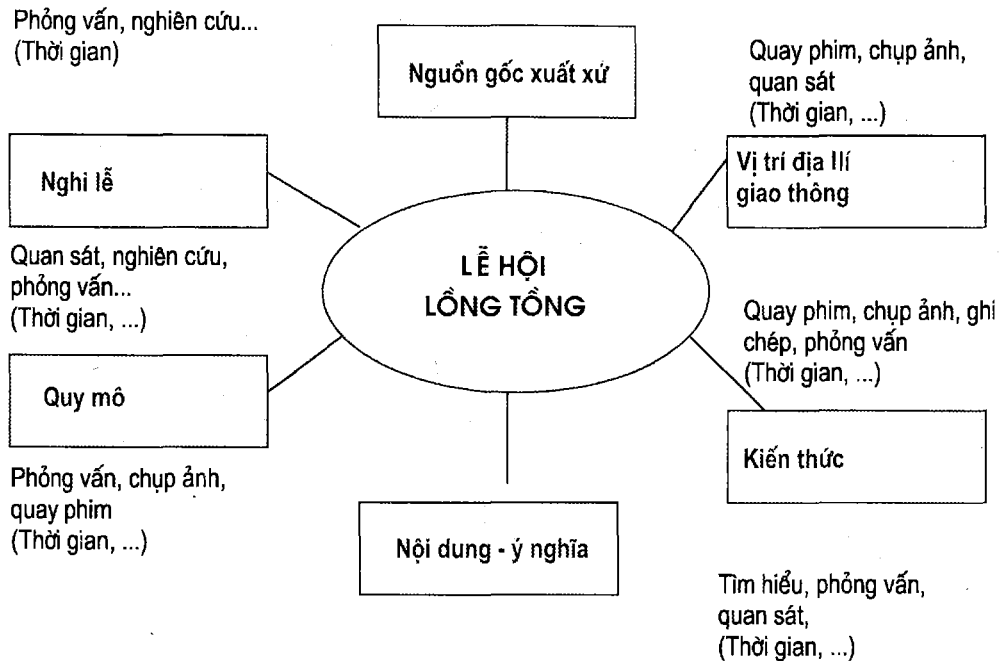 Phỏng vấn, nghiên cứu...
(Thời gian)
Nguồn gốc xuất xứ
Quay phim, chụp ảnh,
quan sát
(Thời gian, ...)
Nghi lễ
Vị trí địa llí
giao thông
Quan sát, nghiên cứu,
phỏng vấn...
(Thời gian, ...)
LỄ HỘI
LỒNG TỒNG
Quay phim, chụp ảnh, ghi
chép, phỏng vấn
(Thời gian, ...)
Quy mô
Kiến thức
Phỏng vấn, chụp ảnh,
quay phim
(Thời gian, ...)
Nội dung - ý nghĩa
Tìm hiểu, phỏng vấn,
quan sát,
(Thời gian, ...)